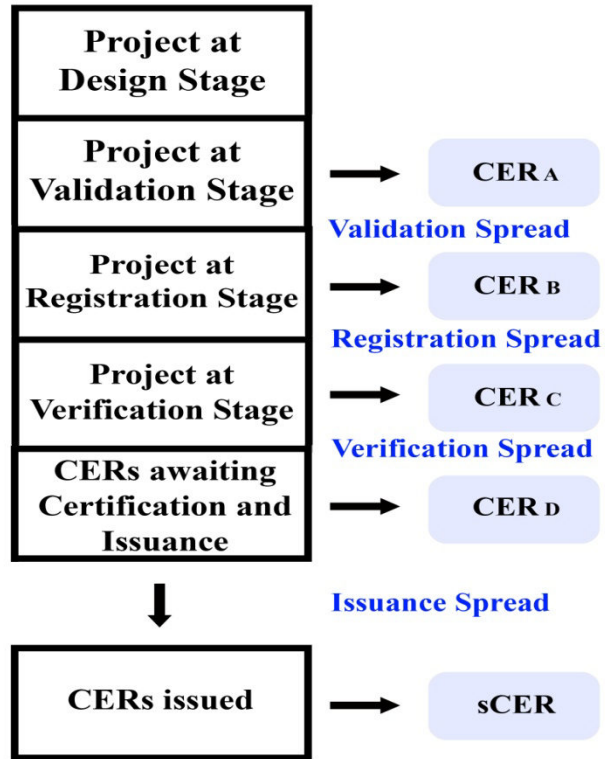 Project at
Design Stage
Project at
Validation Stage
CER A
Validation Spread
Project at
Registration Stage
CER B
Registration Spread
Project at
Verification Stage
CER C
Verification Spread
CERs awaiting
Certification and
Issuance
CER D
Issuance Spread
CERs issued
sCER